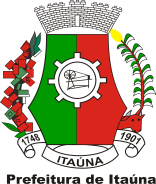 1748
1901
ITAÚNA
Prefeitura de Itaúna